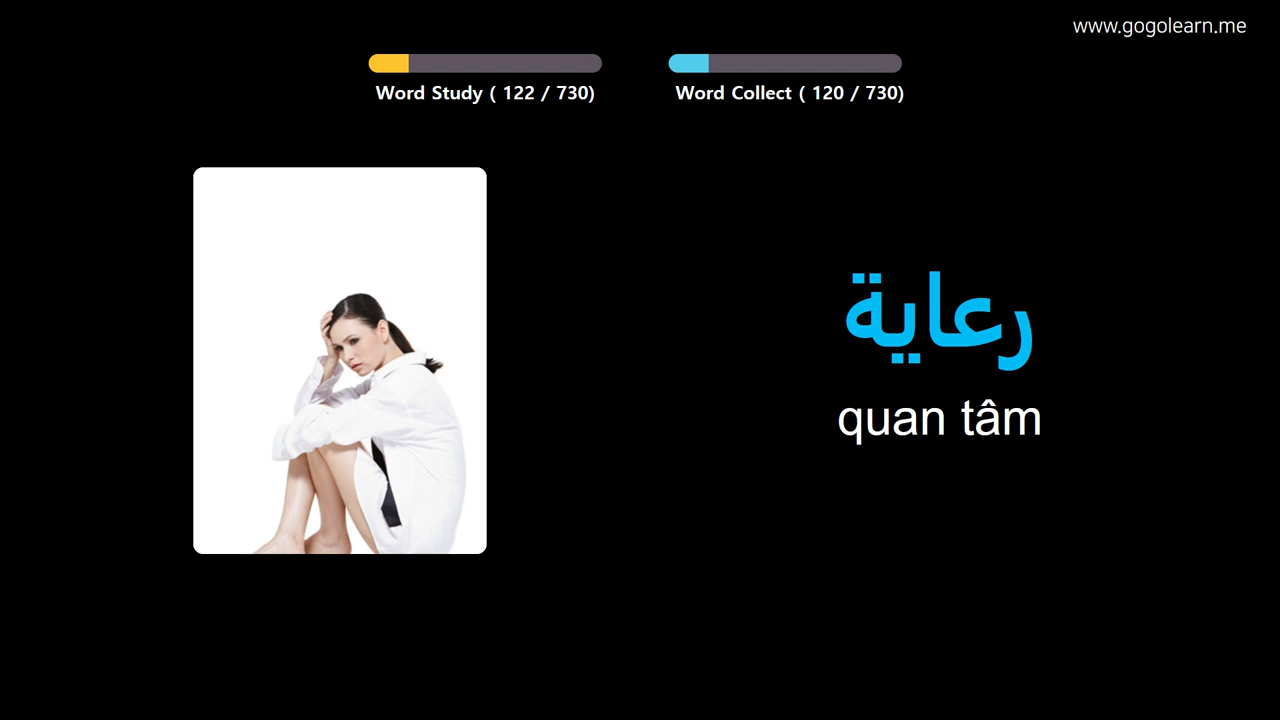 www.gogolearn.me
Word Study ( 122 / 730)
Word Collect ( 120 / 730)
رعاية
quan tâm